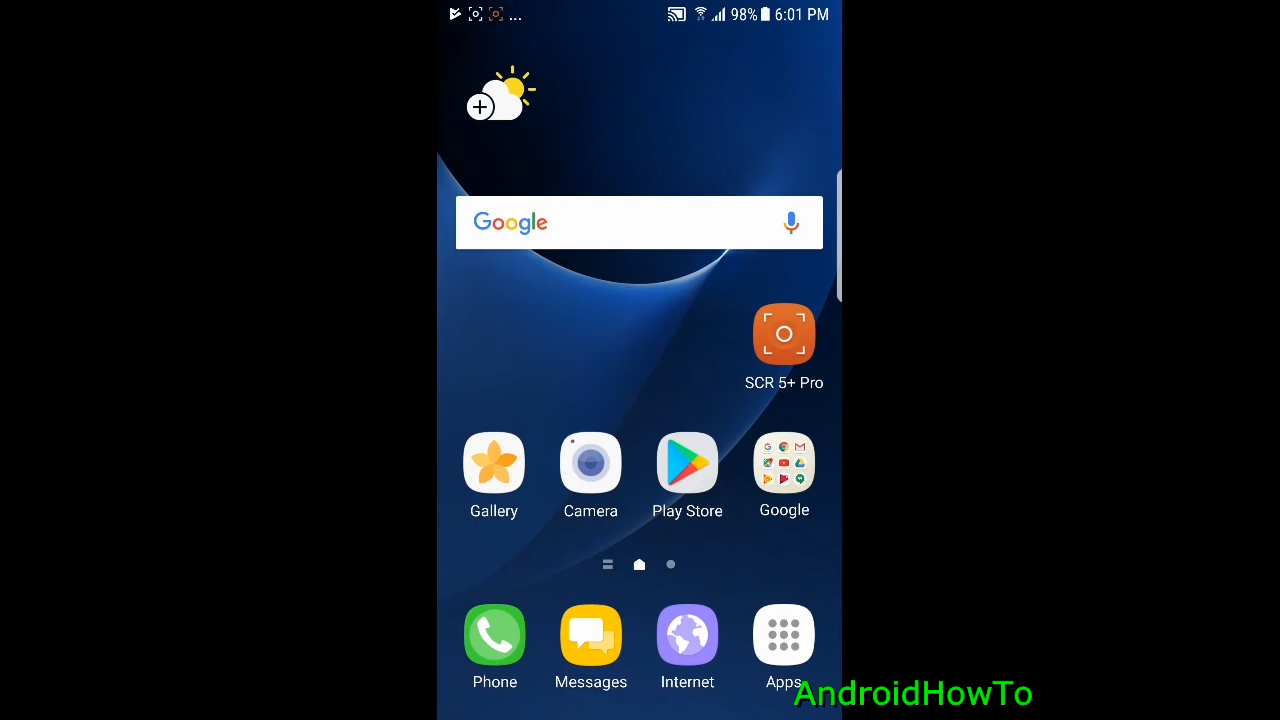 ... 98% 6:01 PM
Google
SCR 5+ Pro
Gallery Camera Play Store Google
Phone Messages Internet Apps
AndroidHowTo